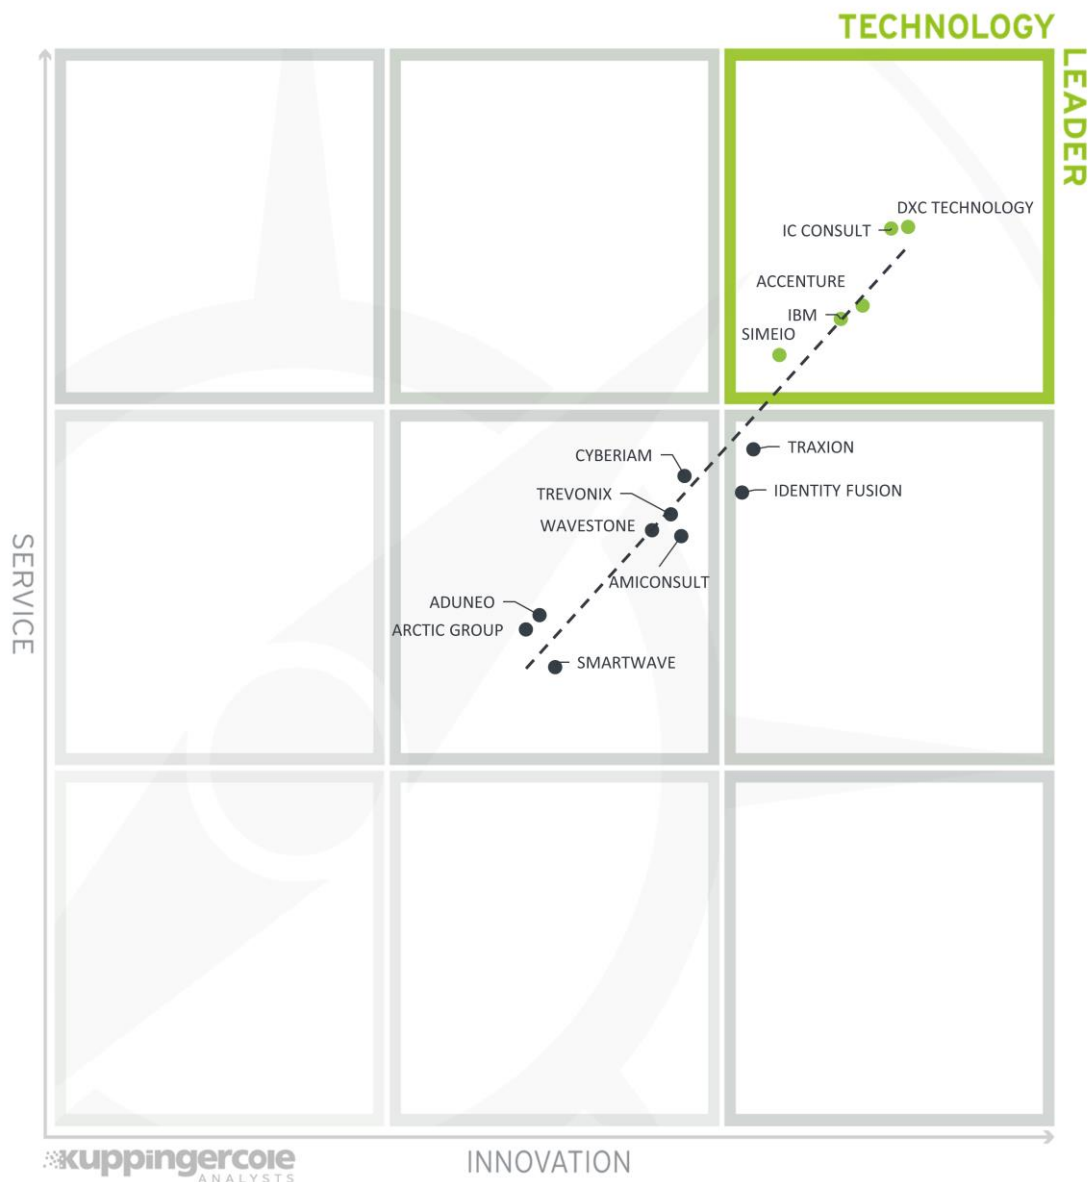 TECHNOLOGY
LEADER
DXC TECHNOLOGY
IC CONSULT
ACCENTURE
IBM
SIMEIO
TRAXION
CYBERIAM
IDENTITY FUSION
TREVONIX
WAVESTONE
AMICONSULT
ADUNEO
ARCTIC GROUP
SMARTWAVE
SERVICE
INNOVATION
kuppingercole
ANALYSTS